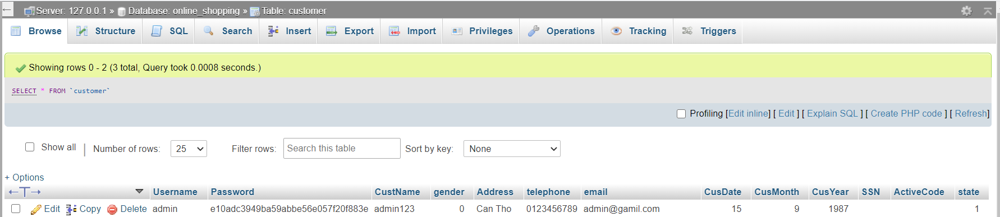 Server: 127.0.0.1 » Database: online_shopping » Table: customer
Browse Structure SQL Search Insert Export Import Privileges Operations Tracking Triggers
Showing rows 0 - 2 (3 total, Query took 0.0008 seconds.)
SELECT * FROM `customer`
Profiling [Edit inline] [ Edit ] [ Explain SQL ] [ Create PHP code ] [ Refresh]
Show all | Number of rows: 25 Filter rows: Search this table Sort by key: None
+ Options
←T→ Username Password CustName gender Address telephone email CusDate CusMonth CusYear SSN ActiveCode state
Edit Copy Delete admin e10adc3949ba59abbe56e057f20f883e admin123 0 Can Tho 0123456789 admin@gamil.com 15 9 1987 1